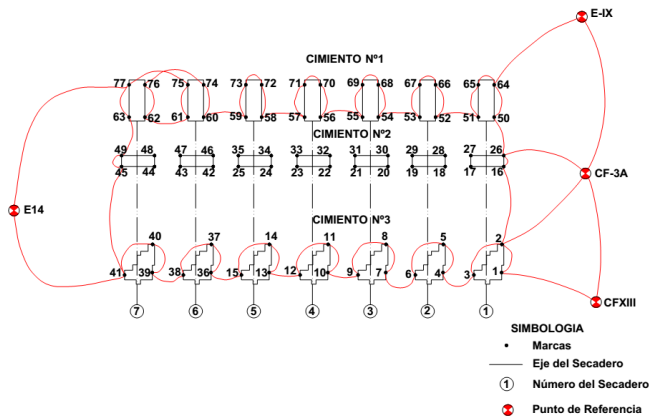 E-IX
CIMIENTO Nº1
77 76 75 74 73 72 71 70 69 68 67 66 65 64
63 62 61 60 59 58 57 56 55 54 53 52 51 50
CIMIENTO Nº2
49 48 47 46 35 34 33 32 31 30 29 28 27 26
45 44 43 42 25 24 23 22 21 20 19 18 17 16
CF-3A
E14
CIMIENTO Nº3
40 37 14 11 8 5 2
41 39 38 36 15 13 12 10 9 7 6 4 3 1
CFXIII
7 6 5 4 3 2 1
SIMBOLOGIA
Marcas
Eje del Secadero
1 Número del Secadero
Punto de Referencia